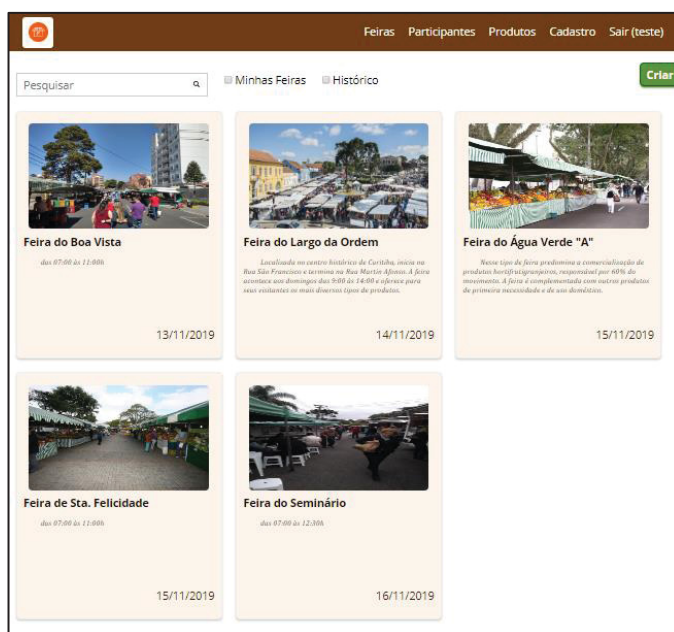 Feiras Participantes Produtos Cadastro Sair (teste)
Pesquisar
Minhas Feiras
Histórico
Criar
Feira do Boa Vista
das 07:00 às 11:00h
13/11/2019
Feira do Largo da Ordem
Localizada no centro histórico de Curitiba, inicia na
Rua São Francisco e termina na Rua Martin Afonso. A feira
acontece aos domingos das 9:00 às 14:00 e oferece para
seus visitantes os mais diversos tipos de produtos.
14/11/2019
Feira do Água Verde "A"
Nesse tipo de feira predomina a comercialização de
produtos hortifrutigranjeiros, responsável por 60% do
movimento. A feira é complementada com outros produtos
de primeira necessidade e de uso doméstico.
15/11/2019
Feira de Sta. Felicidade
das 07:00 às 11:00h
15/11/2019
Feira do Seminário
das 07:00 às 12:30h
16/11/2019